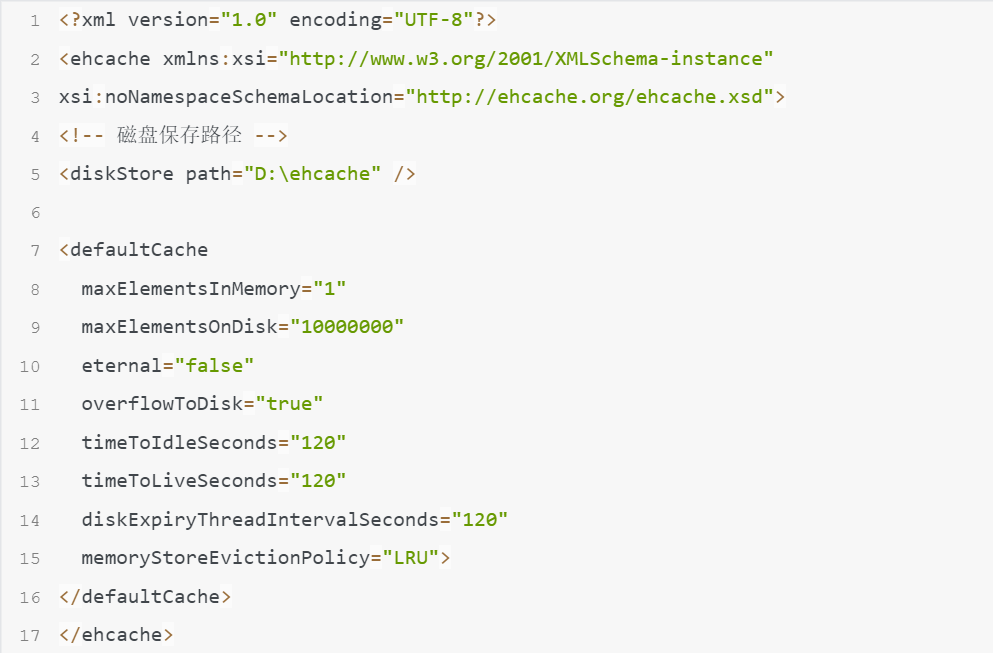 1 <?xml version="1.0" encoding="UTF-8"?>
2 <ehcache xmlns:xsi="http://www.w3.org/2001/XMLSchema-instance"
3 xsi:noNamespaceSchemaLocation="http://ehcache.org/ehcache.xsd">
4 <!-- 磁盘保存路径 -->
5 <diskStore path="D:\ehcache" />
6
7 <defaultCache
8   maxElementsInMemory="1"
9   maxElementsOnDisk="10000000"
10   eternal="false"
11   overflowToDisk="true"
12   timeToIdleSeconds="120"
13   timeToLiveSeconds="120"
14   diskExpiryThreadIntervalSeconds="120"
15   memoryStoreEvictionPolicy="LRU">
16 </defaultCache>
17 </ehcache>